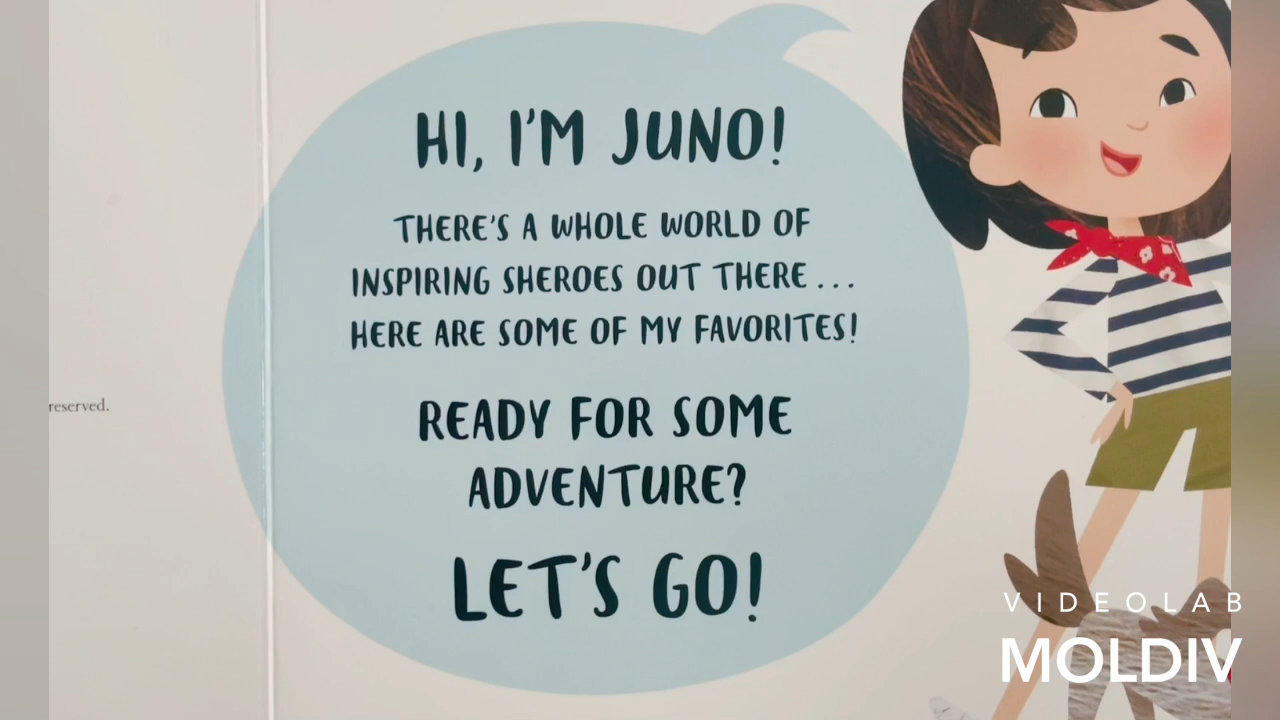 HI, I'M JUNO!
THERE'S A WHOLE WORLD OF
INSPIRING SHEROES OUT THERE...
HERE ARE SOME OF MY FAVORITES!
READY FOR SOME
ADVENTURE?
LET'S GO!
reserved.
VIDEOLAB
MOLDIV